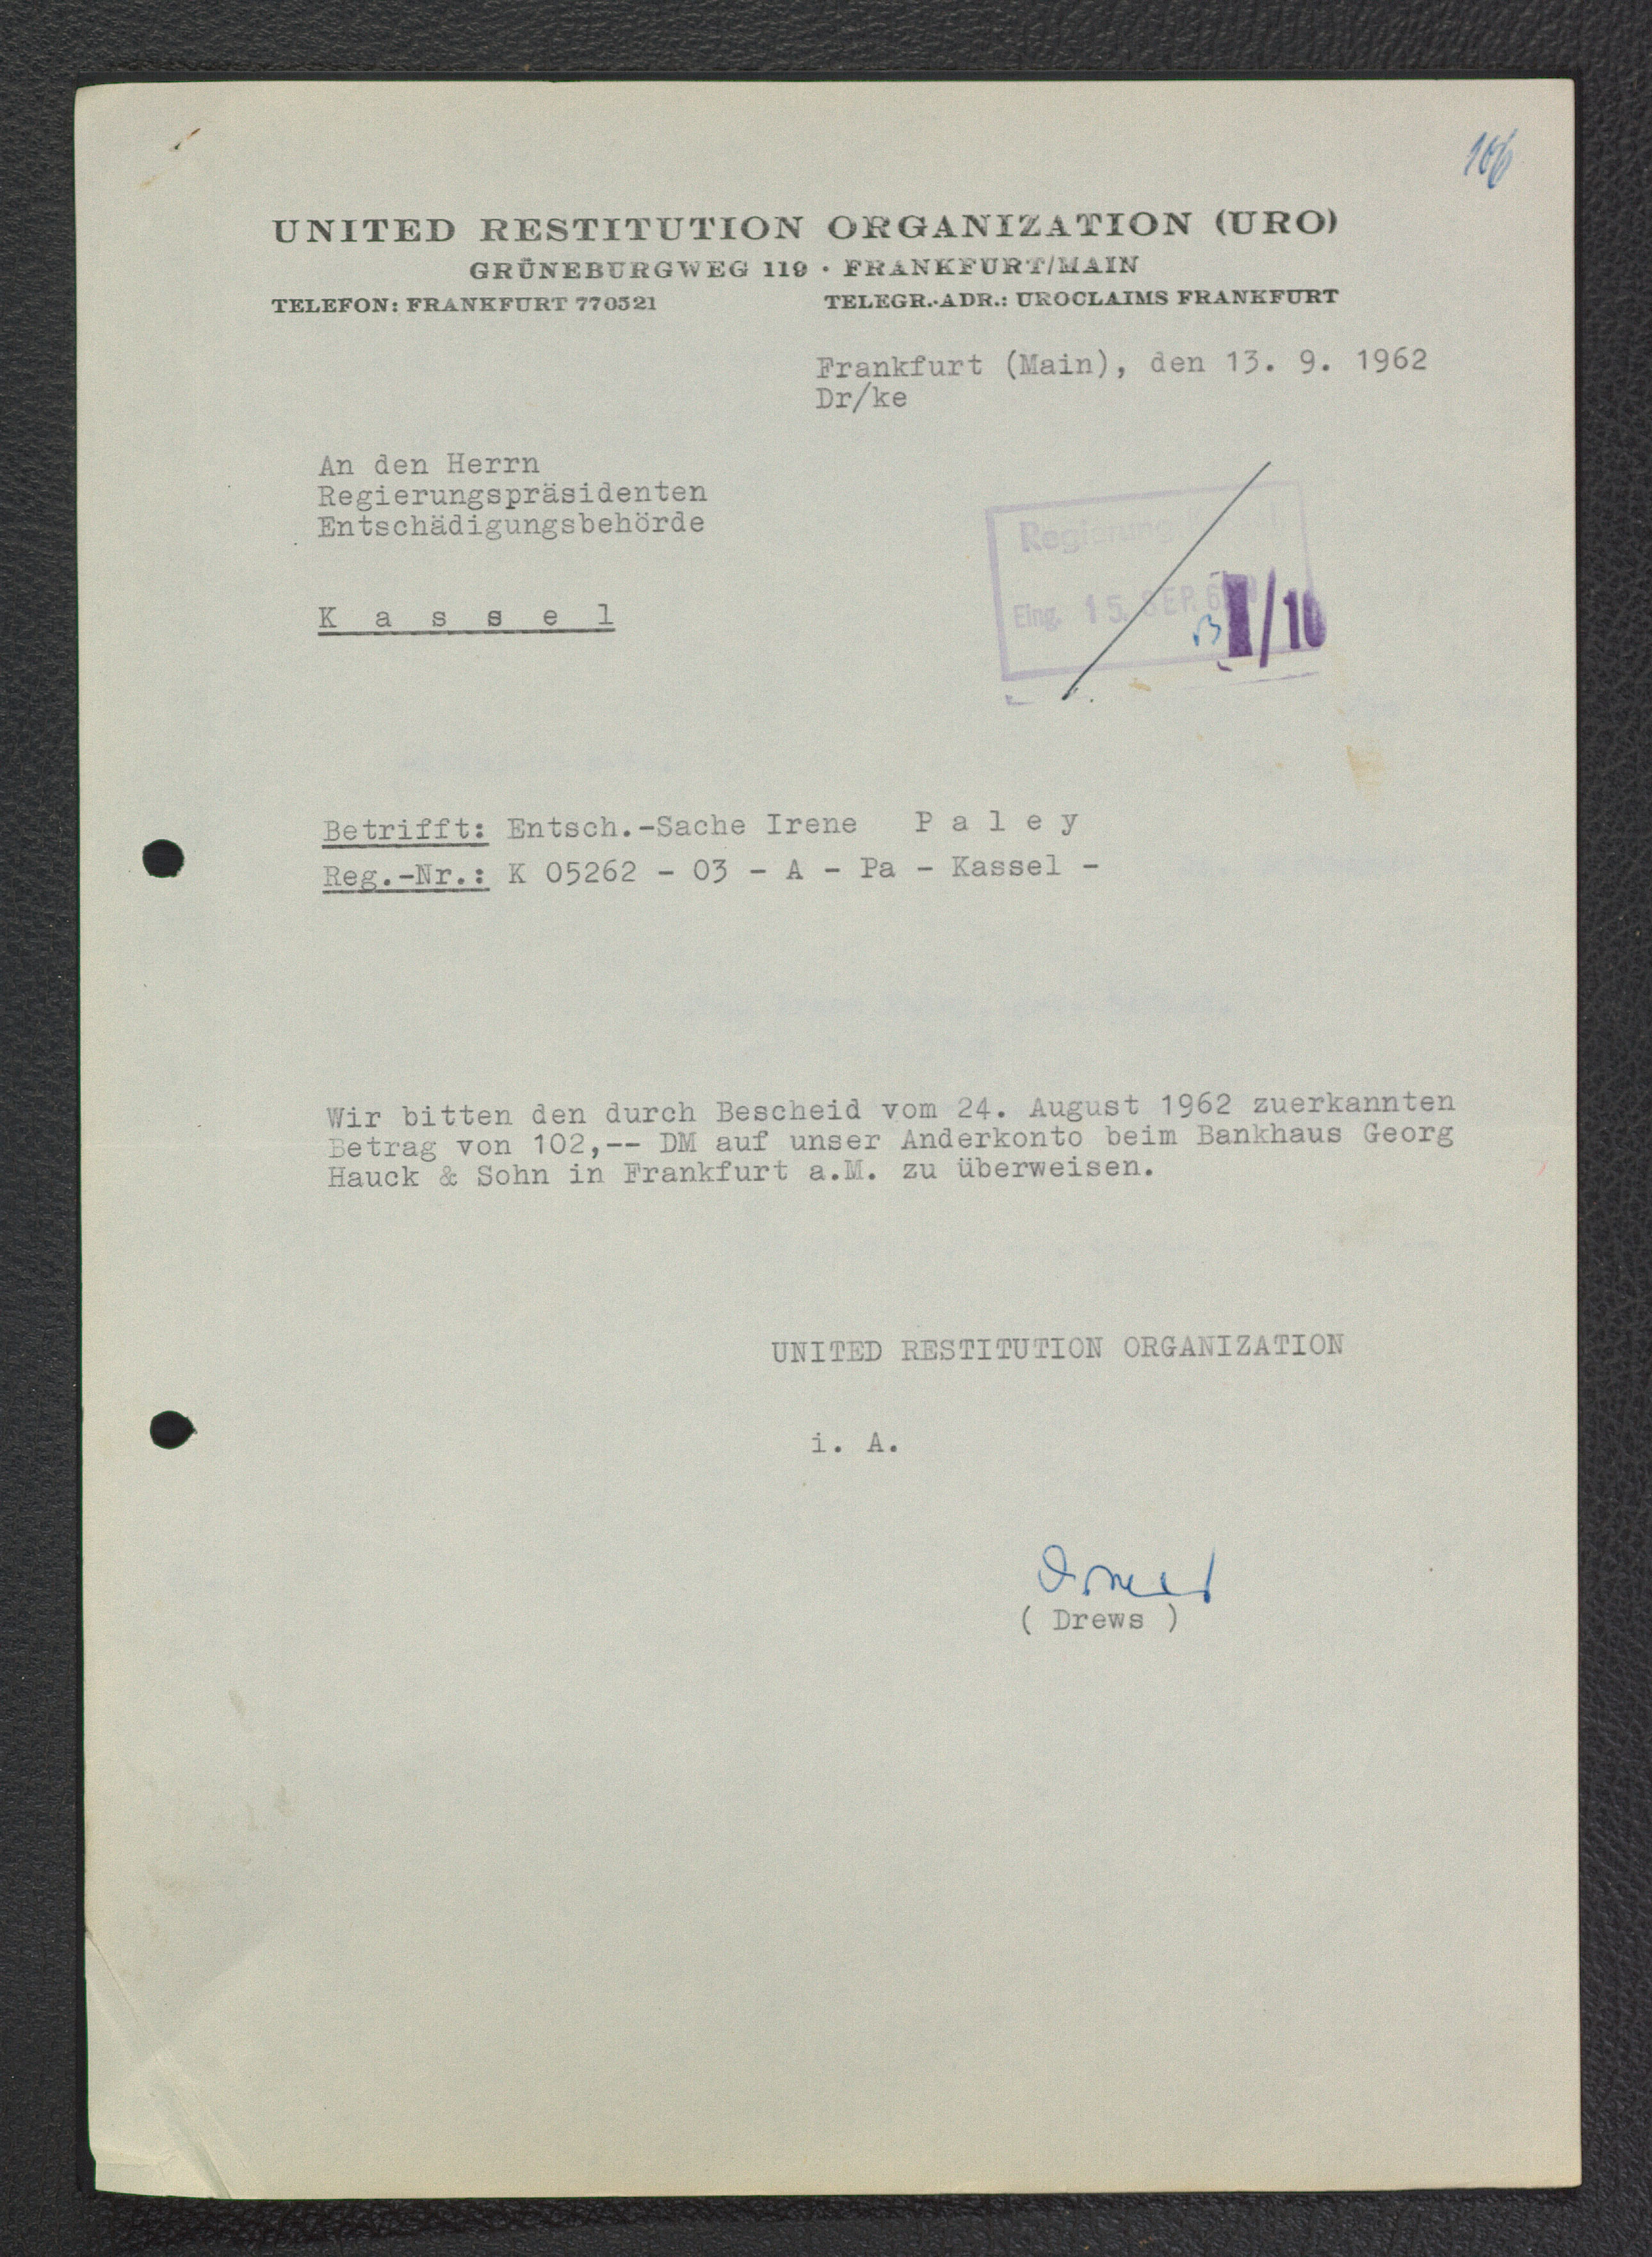 106
UNITED RESTITUTION ORGANIZATION (URO)
GRÜNEBURGWEG 119 · FRANKFURT/MAIN
TELEFON: FRANKFURT 770521
TELEGR.-ADR.: UROCLAIMS FRANKFURT
Frankfurt (Main), den 13. 9. 1962
Dr/ke
An den Herrn
Regierungspräsidenten
Entschädigungsbehörde
K a s s e l
Regierung
Eing. 15. SEP. 6
I/10
Betrifft: Entsch.-Sache Irene P a l e y
Reg.-Nr.: K 05262 - 03 - A - Pa - Kassel -
Wir bitten den durch Bescheid vom 24. August 1962 zuerkannten
Betrag von 102,-- DM auf unser Anderkonto beim Bankhaus Georg
Hauck & Sohn in Frankfurt a.M. zu überweisen.
UNITED RESTITUTION ORGANIZATION
i. A.
Drews
( Drews )